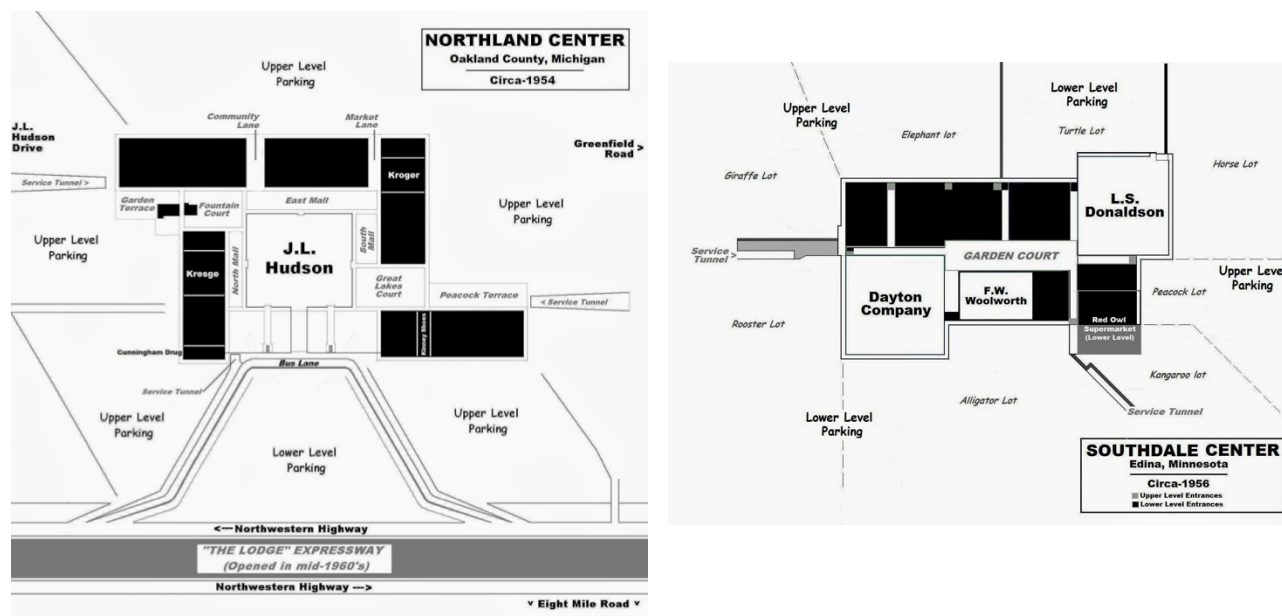 NORTHLAND CENTER
Oakland County, Michigan
Circa-1954
Upper Level
Parking
Upper Level
Parking
Community
Lane
Market
Lane
J.L.
Hudson
Drive
Greenfield
Road >
Kroger
Service Tunnel >
Garden
Terrace
Fountain
Court
East Mall
Upper Level
Parking
Upper Level
Parking
J.L.
Hudson
North Mall
South
Mall
Kresge
Great
Lakes
Court
Peacock Terrace
< Service Tunnel
Kinney Shoes
Cunningham Drug
Bus Lane
Service Tunnel
Upper Level
Parking
Upper Level
Parking
Lower Level
Parking
<--- Northwestern Highway
"THE LODGE" EXPRESSWAY
(Opened in mid-1960's)
Northwestern Highway --->
v Eight Mile Road v
Lower Level
Parking
Upper Level
Parking
Elephant lot
Turtle Lot
Giraffe Lot
Horse Lot
L.S.
Donaldson
Service
Tunnel >
GARDEN COURT
Upper Level
Parking
Dayton
Company
F.W.
Woolworth
Peacock Lot
Rooster Lot
Red Owl
Supermarket
(Lower Level)
Kangaroo lot
Alligator Lot
Service Tunnel
Lower Level
Parking
SOUTHDALE CENTER
Edina, Minnesota
Circa-1956
Upper Level Entrances
Lower Level Entrances